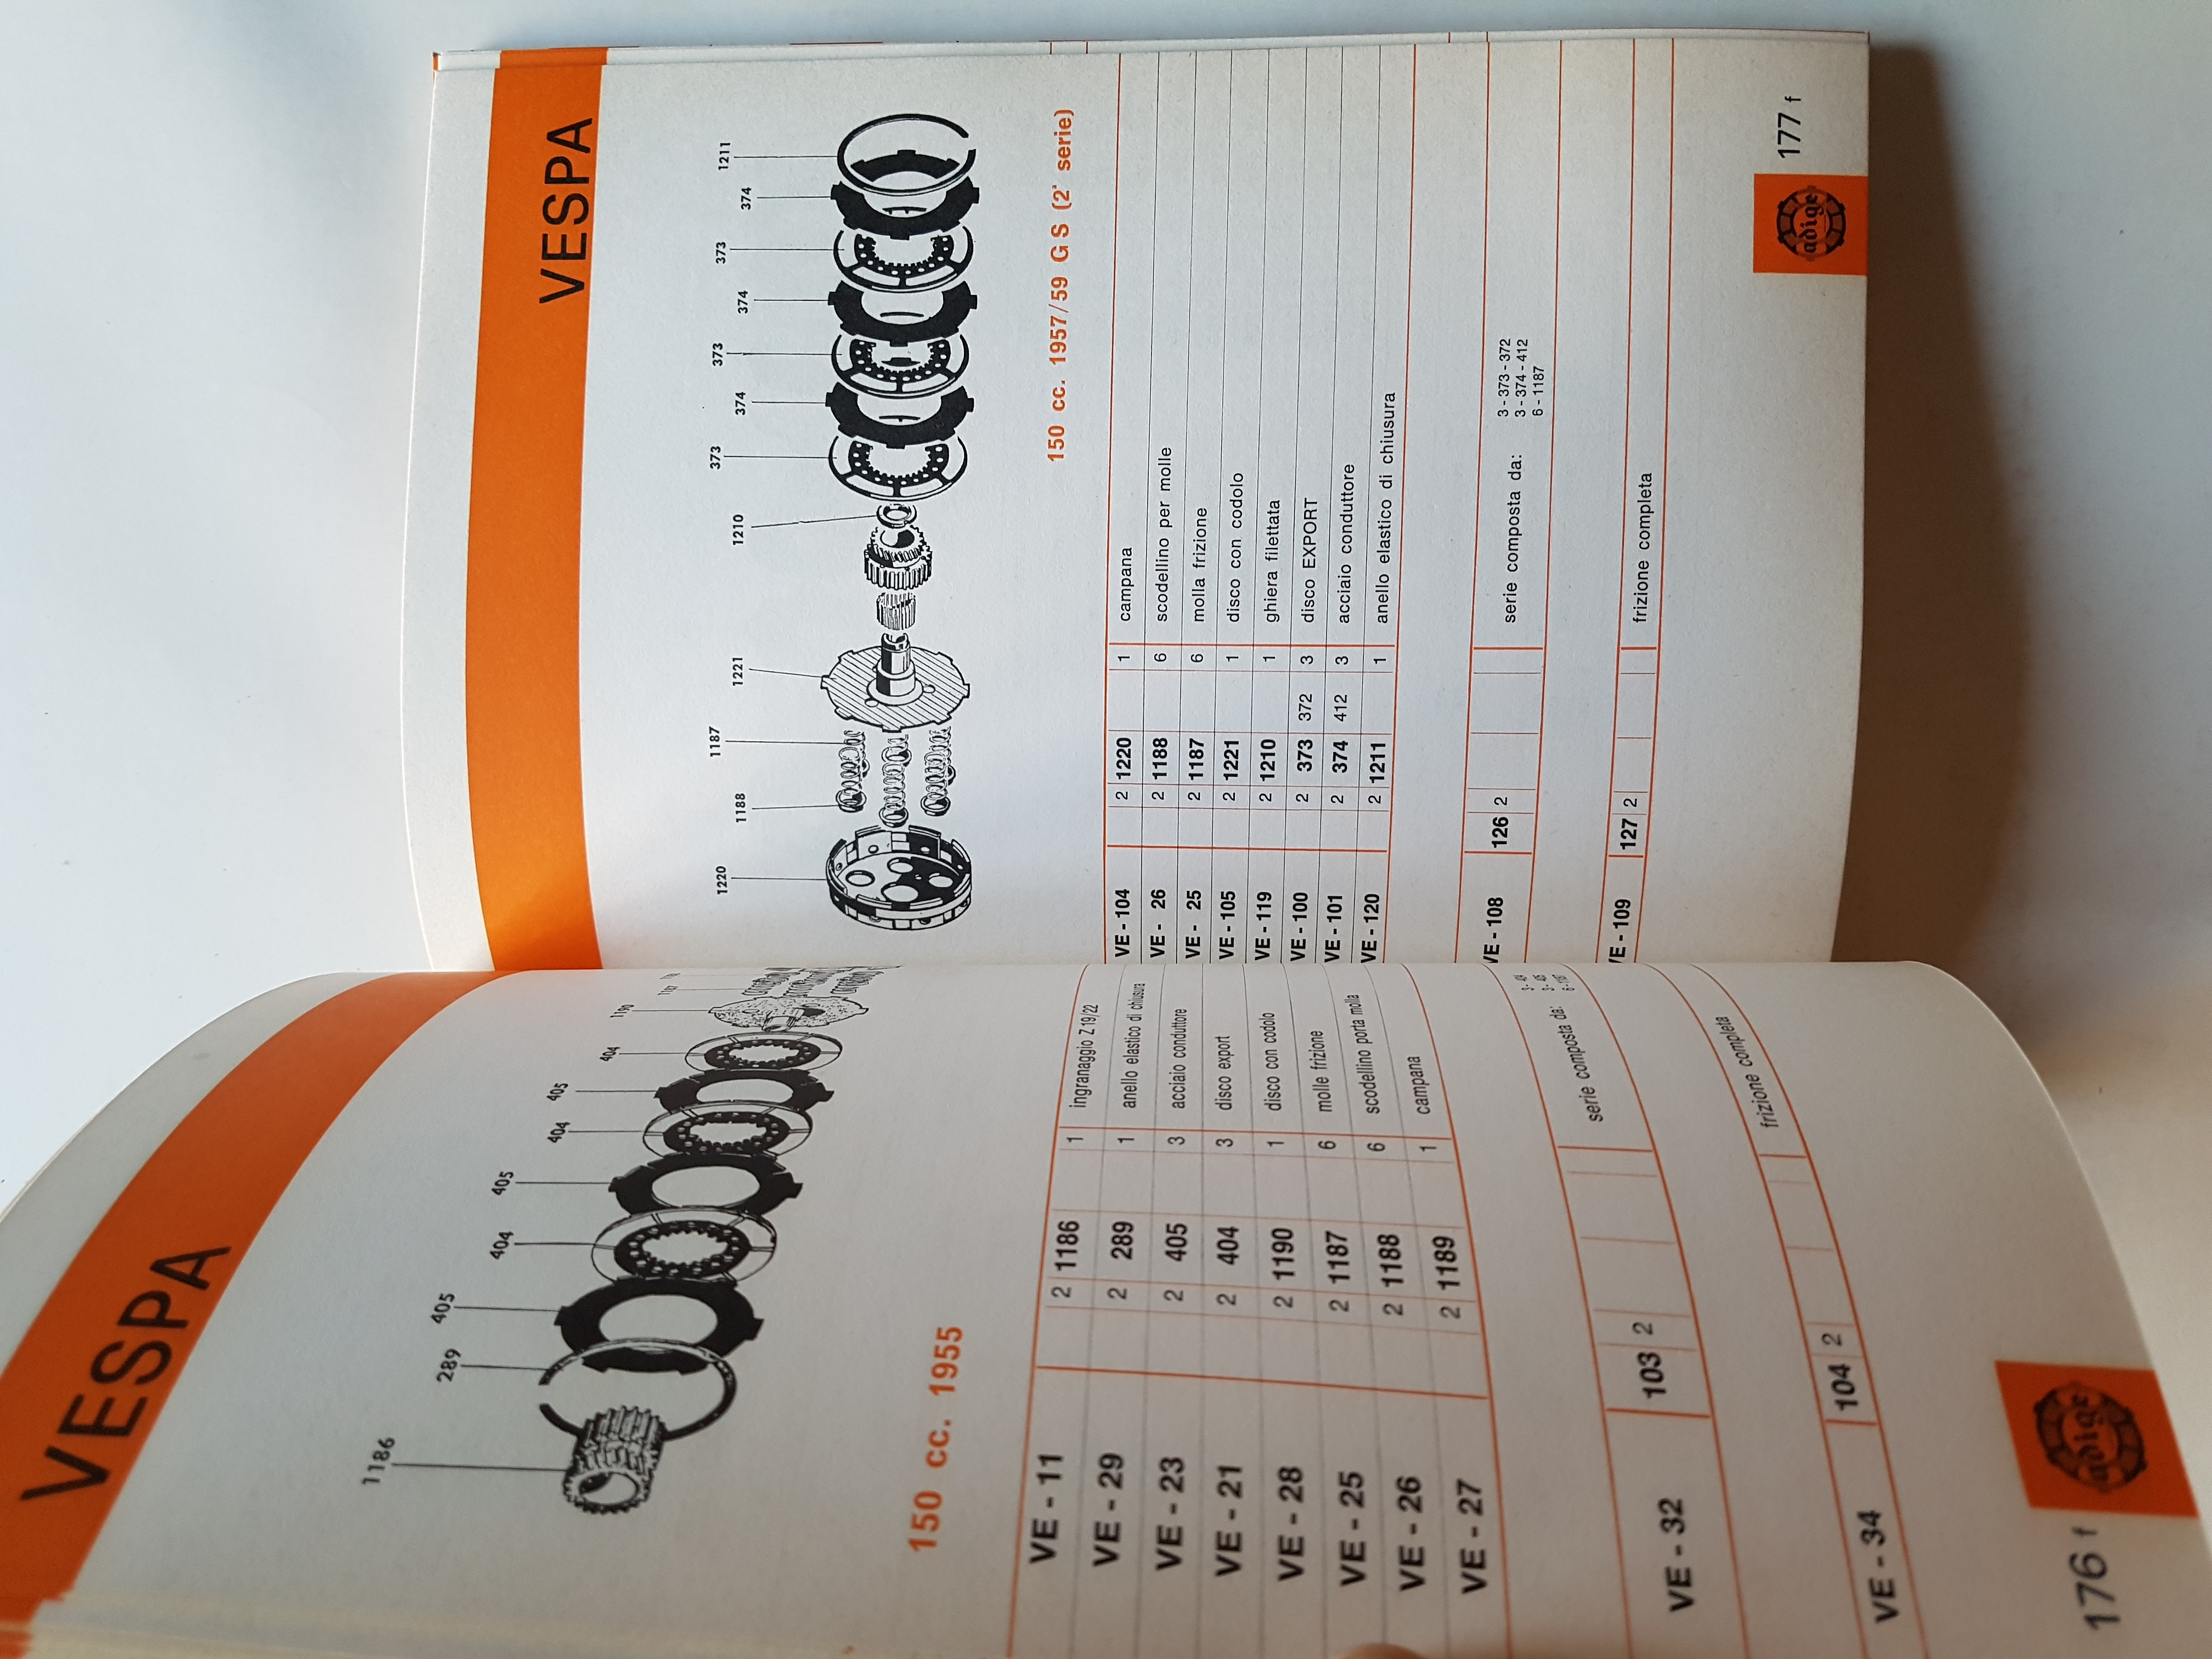 VESPA
1186
289
405
404
405
404
405
404
1190
1187
150 cc. 1955
VE - 11 2 1186 1 ingranaggio Z 19/22
VE - 29 2 289 1 anello elastico di chiusura
VE - 23 2 405 3 acciaio conduttore
VE - 21 2 404 3 disco export
VE - 28 2 1190 1 disco con codolo
VE - 25 2 1187 6 molle frizione
VE - 26 2 1188 6 scodellino porta molla
VE - 27 2 1189 1 campana
VE - 32 103 2 serie composta da:
VE - 34 104 2 frizione completa
176 f
adige
VESPA
1220
1188
1187
1221
1210
373
374
373
374
373
374
1211
150 cc. 1957/59 G S (2ª serie)
VE - 104 2 1220 1 campana
VE - 26 2 1188 6 scodellino per molle
VE - 25 2 1187 6 molla frizione
VE - 105 2 1221 1 disco con codolo
VE - 119 2 1210 1 ghiera filettata
VE - 100 2 373 372 3 disco EXPORT
VE - 101 2 374 412 3 acciaio conduttore
VE - 120 2 1211 1 anello elastico di chiusura
VE - 108 126 2 serie composta da: 3 - 373 - 372
3 - 374 - 412
6 - 1187
VE - 109 127 2 frizione completa
adige
177 f